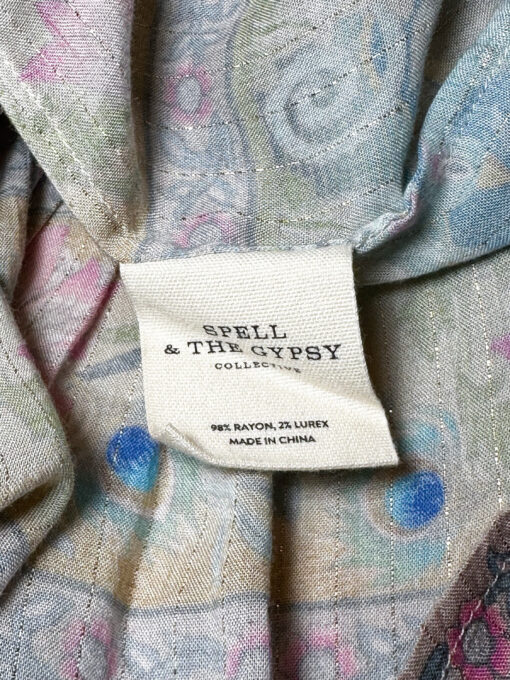 SPELL
& THE GYPSY
COLLECTIVE
98% RAYON, 2% LUREX
MADE IN CHINA